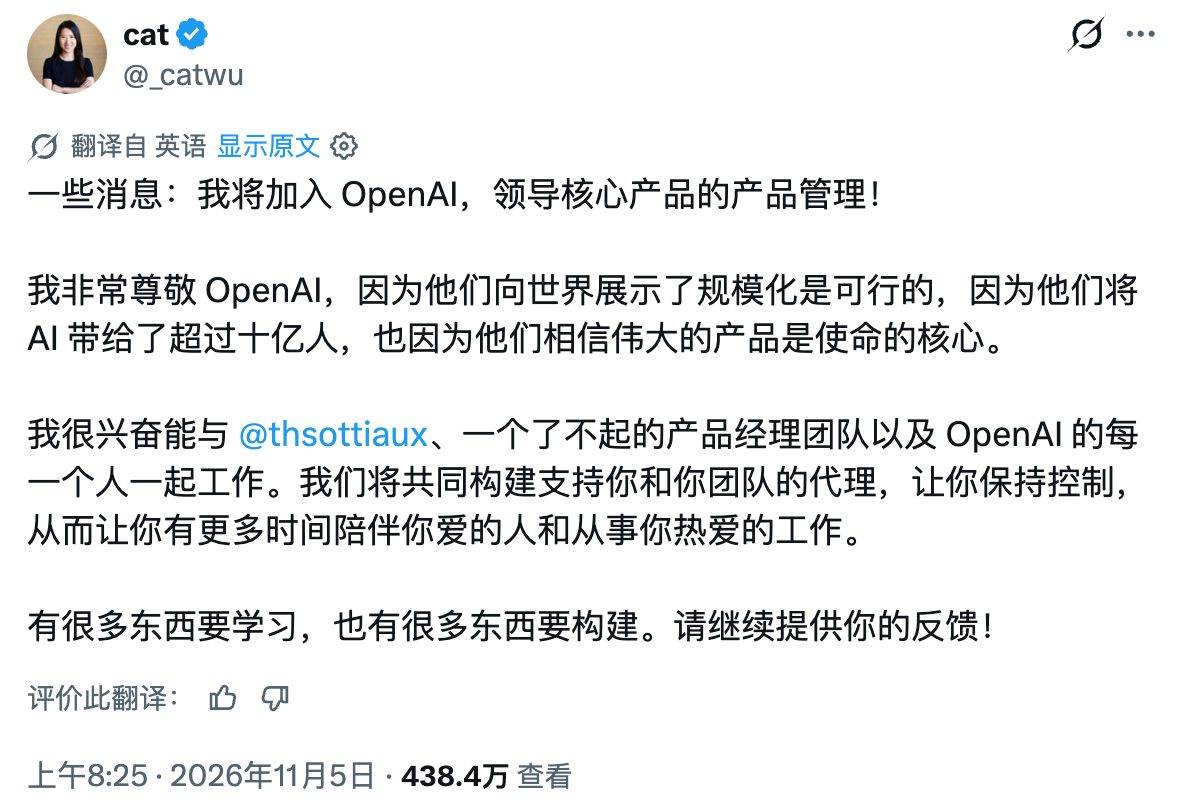 cat
@_catwu
翻译自 英语 显示原文
一些消息：我将加入 OpenAI，领导核心产品的产品管理！
我非常尊敬 OpenAI，因为他们向世界展示了规模化是可行的，因为他们将
AI 带给了超过十亿人，也因为他们相信伟大的产品是使命的核心。
我很兴奋能与 @thsottiaux、一个了不起的产品经理团队以及 OpenAI 的每
一个人一起工作。我们将共同构建支持你和你团队的代理，让你保持控制，
从而让你有更多时间陪伴你爱的人和从事你热爱的工作。
有很多东西要学习，也有很多东西要构建。请继续提供你的反馈！
评价此翻译：
上午8:25 · 2026年11月5日 · 438.4万 查看